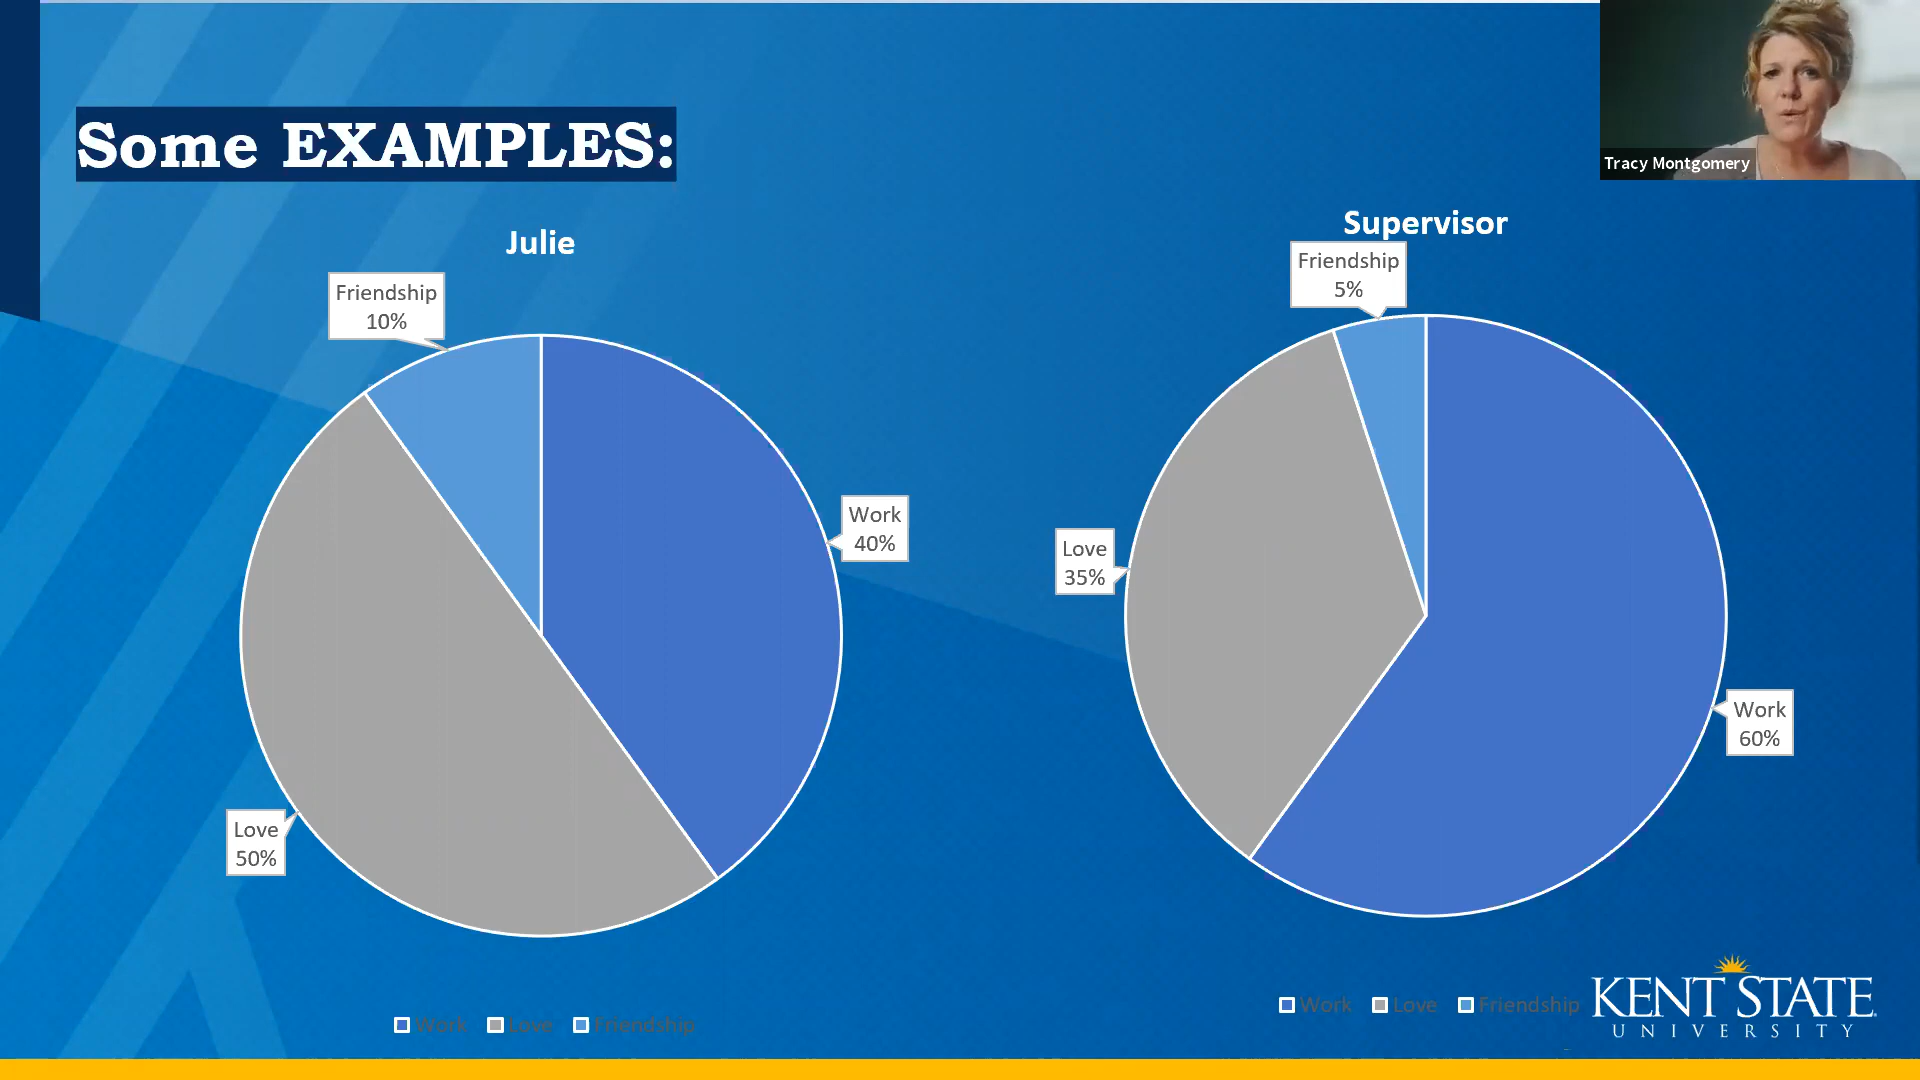 Some EXAMPLES:
Tracy Montgomery
Julie
Friendship
10%
Work
40%
Love
50%
Work Love Friendship
Supervisor
Friendship
5%
Love
35%
Work
60%
Work Love Friendship
KENT STATE
UNIVERSITY